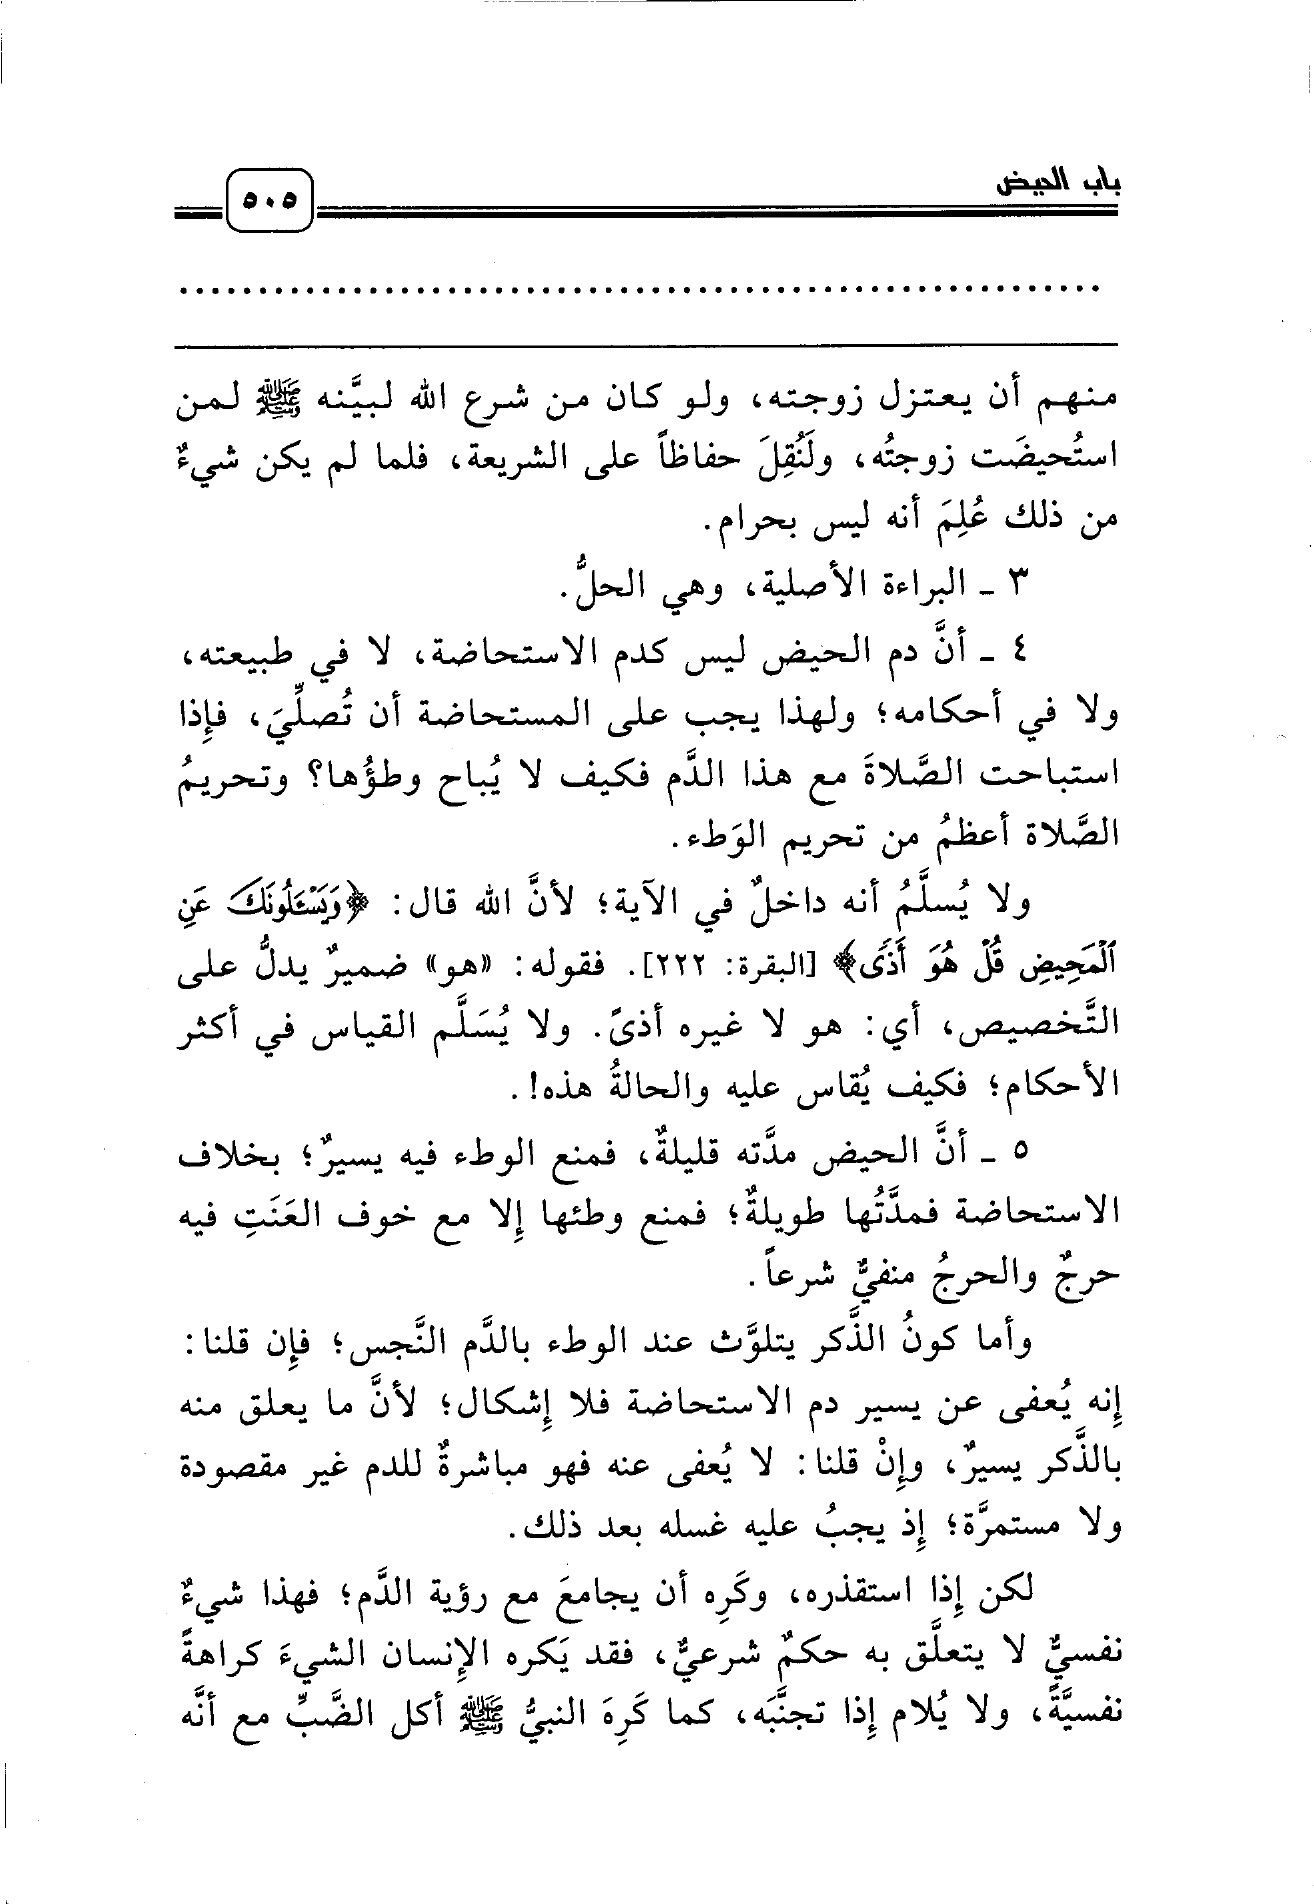 باب الحيض
٥٠٥
منهم أن يعتزل زوجته، ولو كان من شرع الله لبيَّنه ﷺ لمن
استُحيضَت زوجتُه، ولَنُقِلَ حفاظاً على الشريعة، فلما لم يكن شيءٌ
من ذلك عُلِمَ أنه ليس بحرام.
٣ ـ البراءة الأصلية، وهي الحلُّ.
٤ ـ أنَّ دم الحيض ليس كدم الاستحاضة، لا في طبيعته،
ولا في أحكامه؛ ولهذا يجب على المستحاضة أن تُصلِّيَ، فإِذا
استباحت الصَّلاةَ مع هذا الدَّم فكيف لا يُباح وطؤُها؟ وتحريمُ
الصَّلاة أعظمُ من تحريم الوَطء.
ولا يُسلَّمُ أنه داخلٌ في الآية؛ لأنَّ الله قال: ﴿وَيَسْـَٔلُونَكَ عَنِ
ٱلْمَحِيضِ قُلْ هُوَ أَذًى﴾ [البقرة: ٢٢٢]. فقوله: «هو» ضميرٌ يدلُّ على
التَّخصيص، أي: هو لا غيره أذىً. ولا يُسَلَّم القياس في أكثر
الأحكام؛ فكيف يُقاس عليه والحالةُ هذه!.
٥ ـ أنَّ الحيض مدَّته قليلةٌ، فمنع الوطء فيه يسيرٌ؛ بخلاف
الاستحاضة فمدَّتُها طويلةٌ؛ فمنع وطئها إِلا مع خوف العَنَتِ فيه
حرجٌ والحرجُ منفيٌّ شرعاً.
وأما كونُ الذَّكر يتلوَّث عند الوطء بالدَّم النَّجس؛ فإِن قلنا:
إِنه يُعفى عن يسير دم الاستحاضة فلا إِشكال؛ لأنَّ ما يعلق منه
بالذَّكر يسيرٌ، وإِنْ قلنا: لا يُعفى عنه فهو مباشرةٌ للدم غير مقصودة
ولا مستمرَّة؛ إِذ يجبُ عليه غسله بعد ذلك.
لكن إِذا استقذره، وكَرِه أن يجامعَ مع رؤية الدَّم؛ فهذا شيءٌ
نفسيٌّ لا يتعلَّق به حكمٌ شرعيٌّ، فقد يَكره الإِنسان الشيءَ كراهةً
نفسيَّةً، ولا يُلام إِذا تجنَّبَه، كما كَرِهَ النبيُّ ﷺ أكل الضَّبِّ مع أنَّه